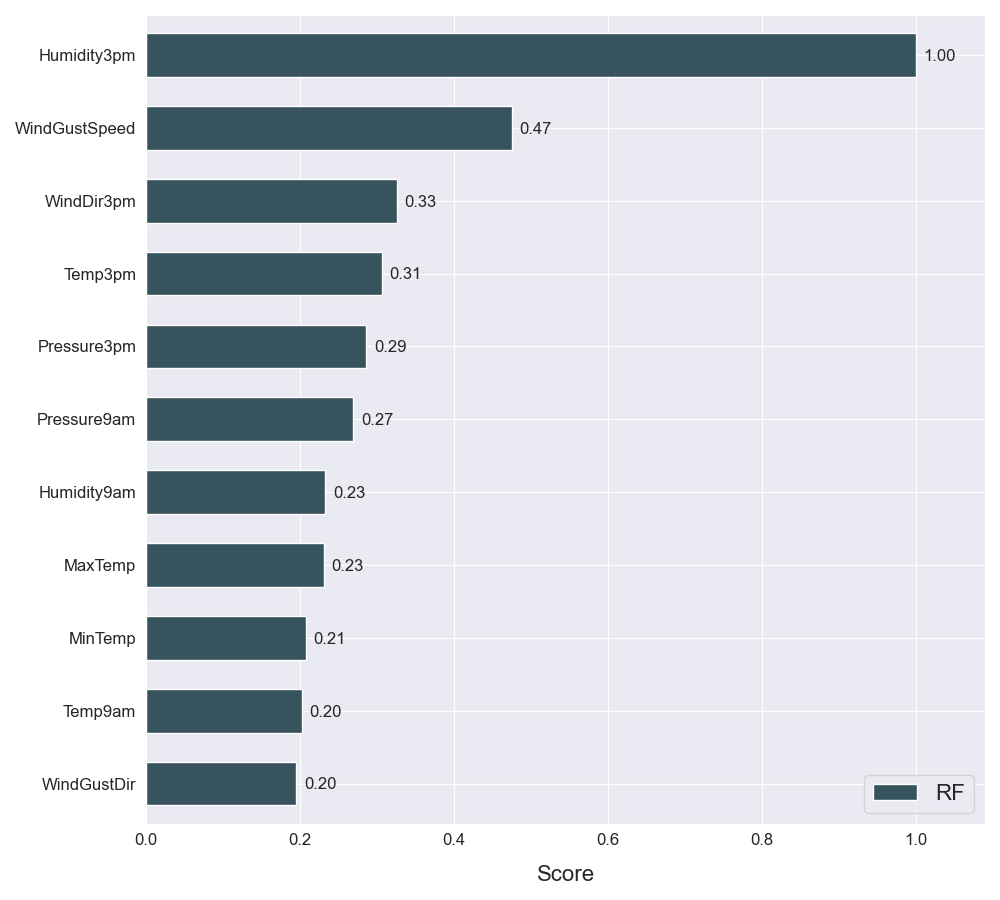 Humidity3pm 1.00
WindGustSpeed 0.47
WindDir3pm 0.33
Temp3pm 0.31
Pressure3pm 0.29
Pressure9am 0.27
Humidity9am 0.23
MaxTemp 0.23
MinTemp 0.21
Temp9am 0.20
WindGustDir 0.20
RF
0.0 0.2 0.4 0.6 0.8 1.0
Score